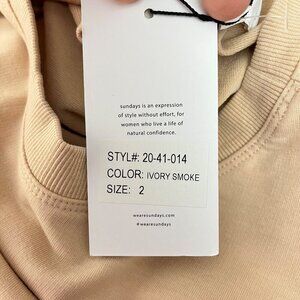 sundays is an expression
of style without effort, for
women who live a life of
natural confidence.
STYL#: 20-41-014
COLOR: IVORY SMOKE
SIZE: 2
wearesundays.com
#wearesundays